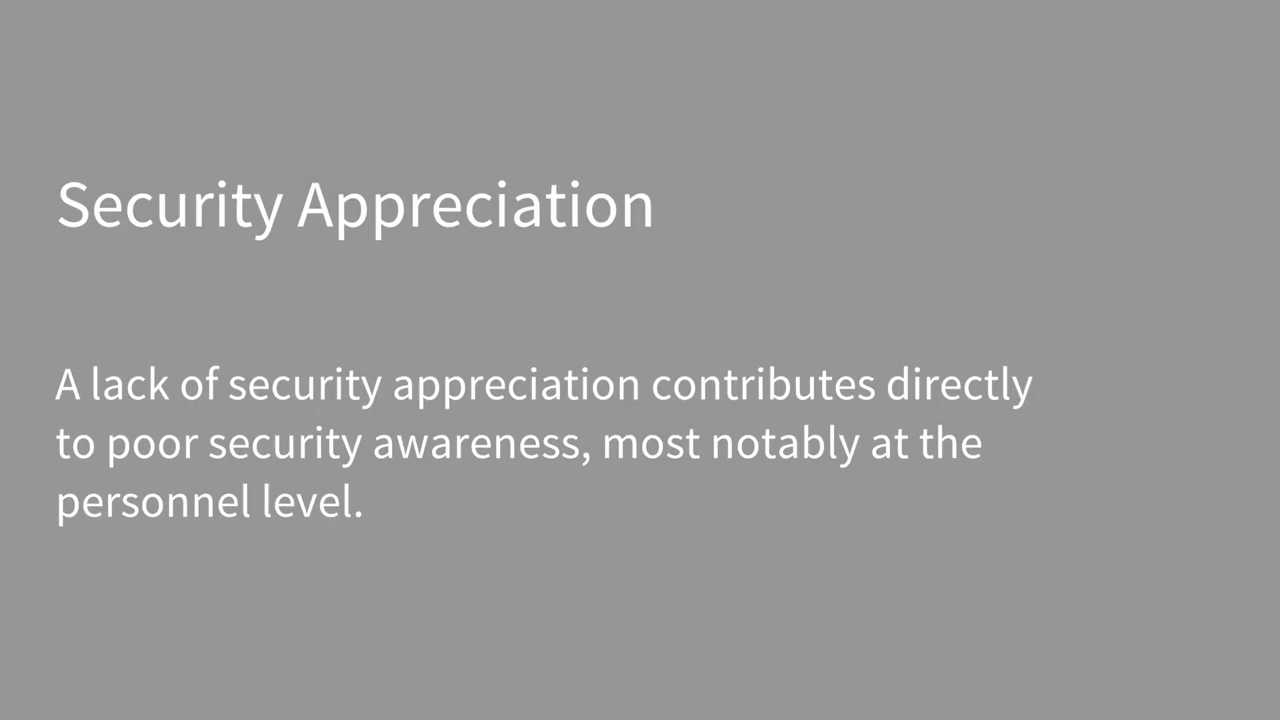 Security Appreciation
A lack of security appreciation contributes directly
to poor security awareness, most notably at the
personnel level.